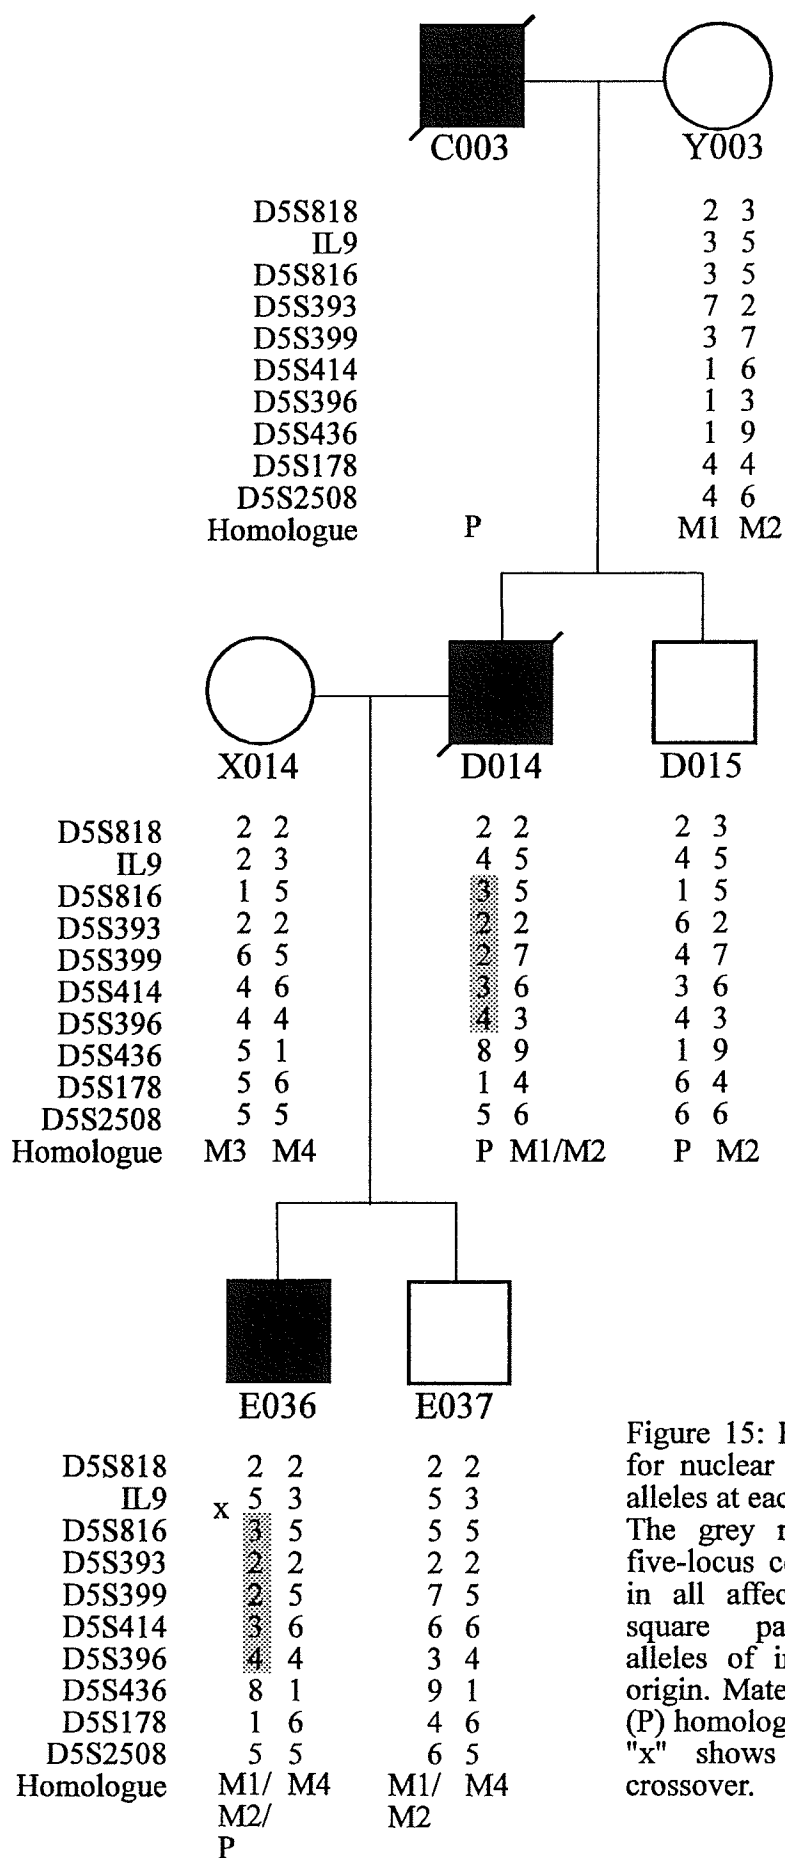 C003 Y003
D5S818 2 3
IL9 3 5
D5S816 3 5
D5S393 7 2
D5S399 3 7
D5S414 1 6
D5S396 1 3
D5S436 1 9
D5S178 4 4
D5S2508 4 6
Homologue P M1 M2
X014 D014 D015
D5S818 2 2 2 2 2 3
IL9 2 3 4 5 4 5
D5S816 1 5 3 5 1 5
D5S393 2 2 2 2 6 2
D5S399 6 5 2 7 4 7
D5S414 4 6 3 6 3 6
D5S396 4 4 4 3 4 3
D5S436 5 1 8 9 1 9
D5S178 5 6 1 4 6 4
D5S2508 5 5 5 6 6 6
Homologue M3 M4 P M1/M2 P M2
E036 E037
D5S818 2 2 2 2
IL9 5 3 5 3
x
D5S816 3 5 5 5
D5S393 2 2 2 2
D5S399 2 5 7 5
D5S414 3 6 6 6
D5S396 4 4 3 4
D5S436 8 1 9 1
D5S178 1 6 4 6
D5S2508 5 5 6 5
Homologue M1/ M4 M1/ M4
M2/ M2
P
Figure 15:
for nuclear
alleles at
The grey
five-locus
in all
square
alleles of
origin.
(P)
"x" shows
crossover.